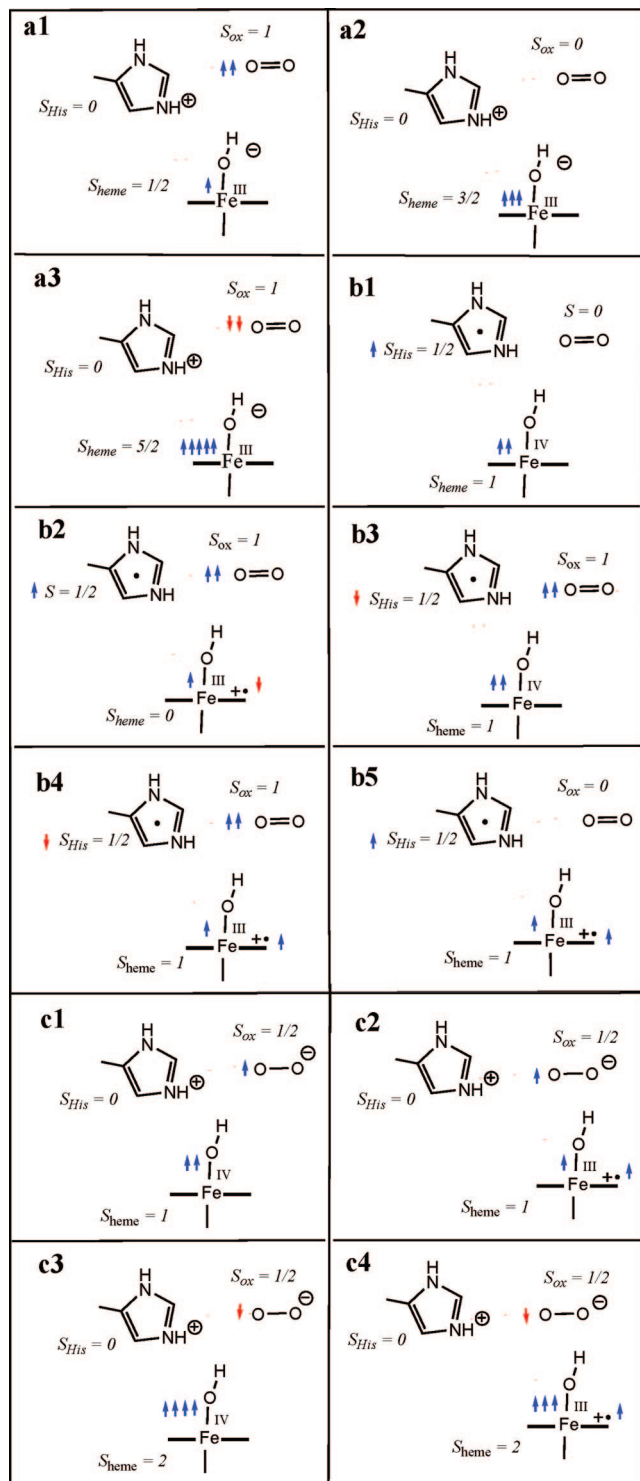 a1
S_ox = 1
H
N
O=O
S_His = 0
NH⊕
H
O ⊖
S_heme = 1/2
III
Fe
a2
S_ox = 0
H
N
O=O
S_His = 0
NH⊕
H
O ⊖
S_heme = 3/2
III
Fe
a3
S_ox = 1
H
N
O=O
S_His = 0
NH⊕
H
O ⊖
S_heme = 5/2
III
Fe
b1
S = 0
H
N
O=O
S_His = 1/2
NH
H
O
IV
Fe
S_heme = 1
b2
S_ox = 1
H
N
O=O
S = 1/2
NH
H
O
III
Fe +•
S_heme = 0
b3
S_ox = 1
H
N
O=O
S_His = 1/2
NH
H
O
IV
Fe
S_heme = 1
b4
S_ox = 1
H
N
O=O
S_His = 1/2
NH
H
O
III
Fe +•
S_heme = 1
b5
S_ox = 0
H
N
O=O
S_His = 1/2
NH
H
O
III
Fe +•
S_heme = 1
c1
S_ox = 1/2
H
N
O-O⊖
S_His = 0
NH⊕
H
O
IV
Fe
S_heme = 1
c2
S_ox = 1/2
H
N
O-O⊖
S_His = 0
NH⊕
H
O
III
Fe +•
S_heme = 1
c3
S_ox = 1/2
H
N
O-O⊖
S_His = 0
NH⊕
H
O
IV
Fe
S_heme = 2
c4
S_ox = 1/2
H
N
O-O⊖
S_His = 0
NH⊕
H
O
III
Fe +•
S_heme = 2